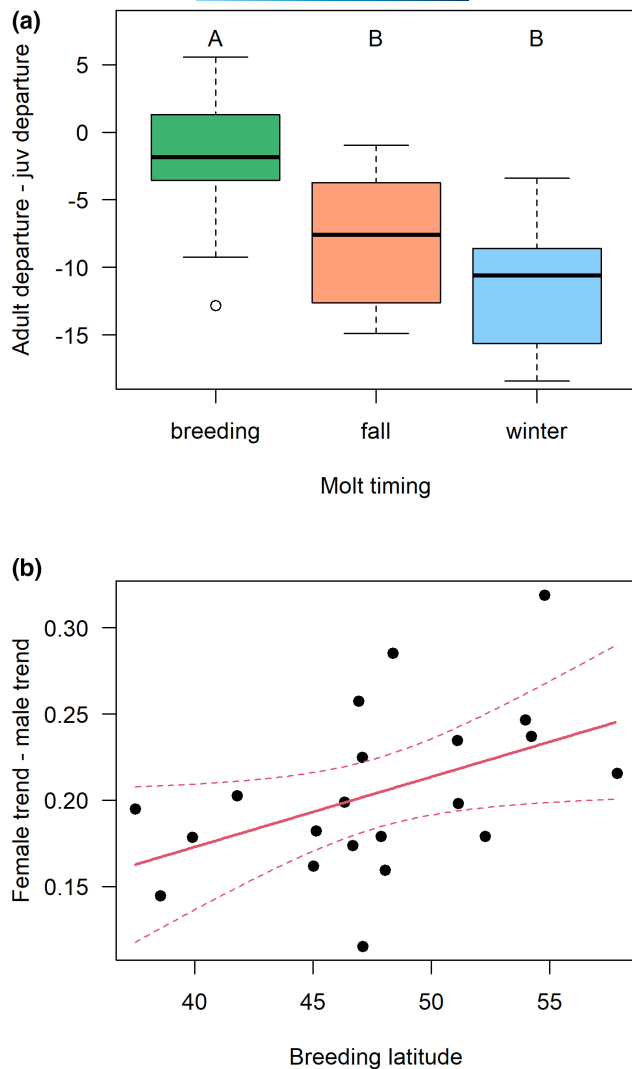 (a)
A B B
Adult departure - juv departure
5
0
-5
-10
-15
breeding fall winter
Molt timing
(b)
Female trend - male trend
0.30
0.25
0.20
0.15
40 45 50 55
Breeding latitude